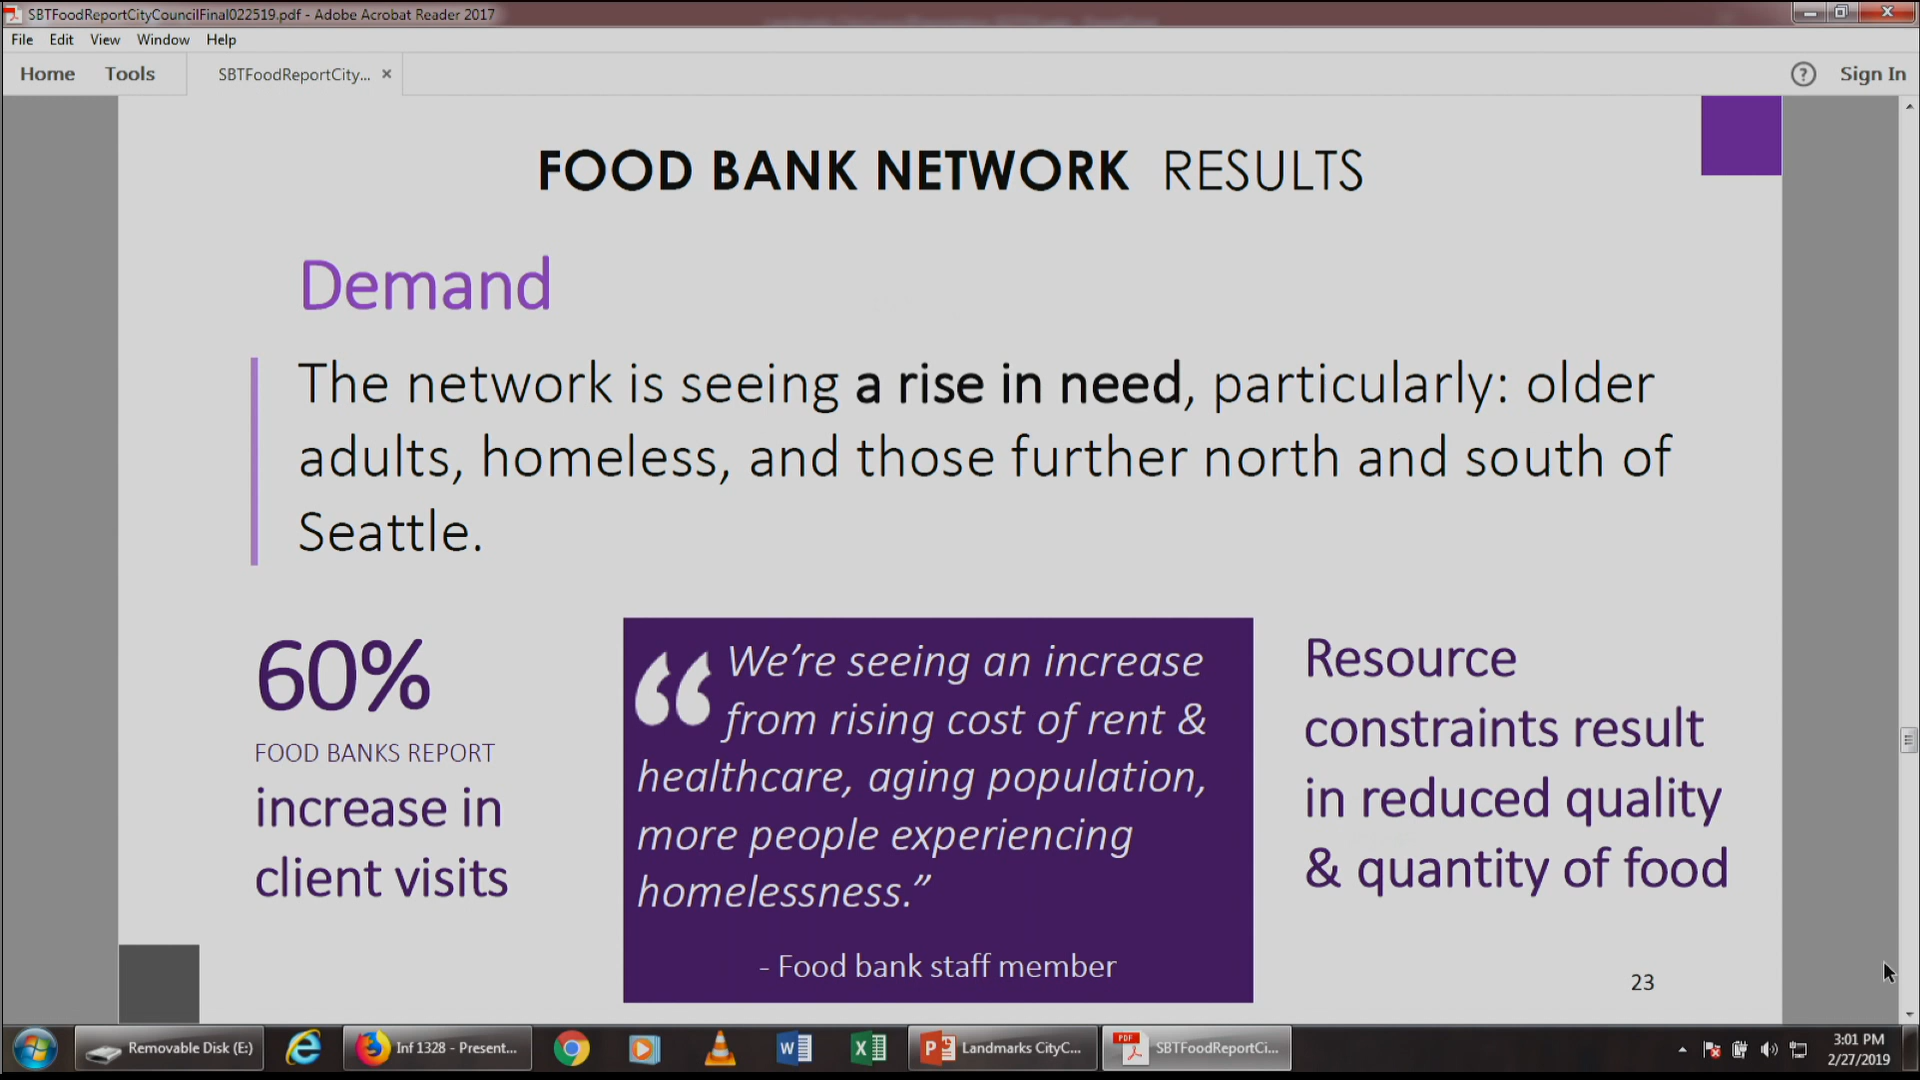 SBTFoodReportCityCouncilFinal022519.pdf - Adobe Acrobat Reader 2017
File Edit View Window Help
Home Tools SBTFoodReportCity... × ? Sign In
FOOD BANK NETWORK RESULTS
Demand
The network is seeing a rise in need, particularly: older
adults, homeless, and those further north and south of
Seattle.
60%
FOOD BANKS REPORT
increase in
client visits
“We’re seeing an increase
from rising cost of rent &
healthcare, aging population,
more people experiencing
homelessness.”
- Food bank staff member
Resource
constraints result
in reduced quality
& quantity of food
23
Removable Disk (E:) Inf 1328 - Present... Landmarks CityC... PDF SBTFoodReportCi...
3:01 PM
2/27/2019